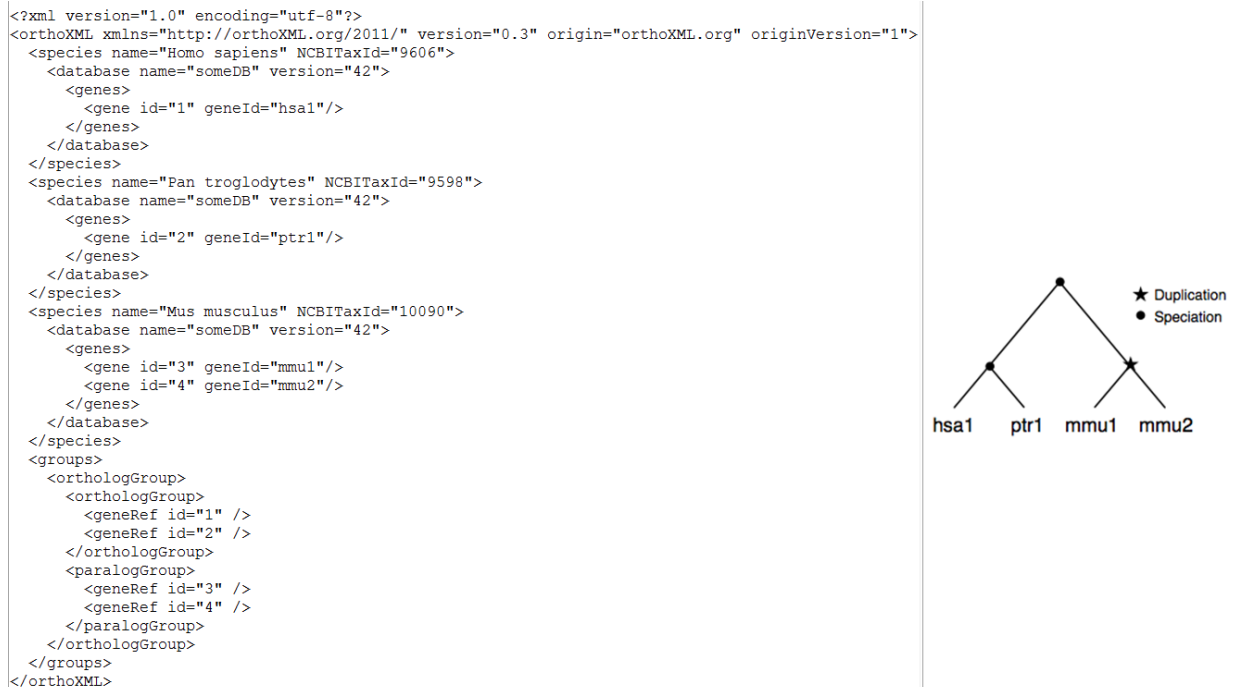 <?xml version="1.0" encoding="utf-8"?>
<orthoXML xmlns="http://orthoXML.org/2011/" version="0.3" origin="orthoXML.org" originVersion="1">
  <species name="Homo sapiens" NCBITaxId="9606">
    <database name="someDB" version="42">
      <genes>
        <gene id="1" geneId="hsa1"/>
      </genes>
    </database>
  </species>
  <species name="Pan troglodytes" NCBITaxId="9598">
    <database name="someDB" version="42">
      <genes>
        <gene id="2" geneId="ptr1"/>
      </genes>
    </database>
  </species>
  <species name="Mus musculus" NCBITaxId="10090">
    <database name="someDB" version="42">
      <genes>
        <gene id="3" geneId="mmu1"/>
        <gene id="4" geneId="mmu2"/>
      </genes>
    </database>
  </species>
  <groups>
    <orthologGroup>
      <orthologGroup>
        <geneRef id="1" />
        <geneRef id="2" />
      </orthologGroup>
      <paralogGroup>
        <geneRef id="3" />
        <geneRef id="4" />
      </paralogGroup>
    </orthologGroup>
  </groups>
</orthoXML>
Duplication
Speciation
hsa1 ptr1 mmu1 mmu2